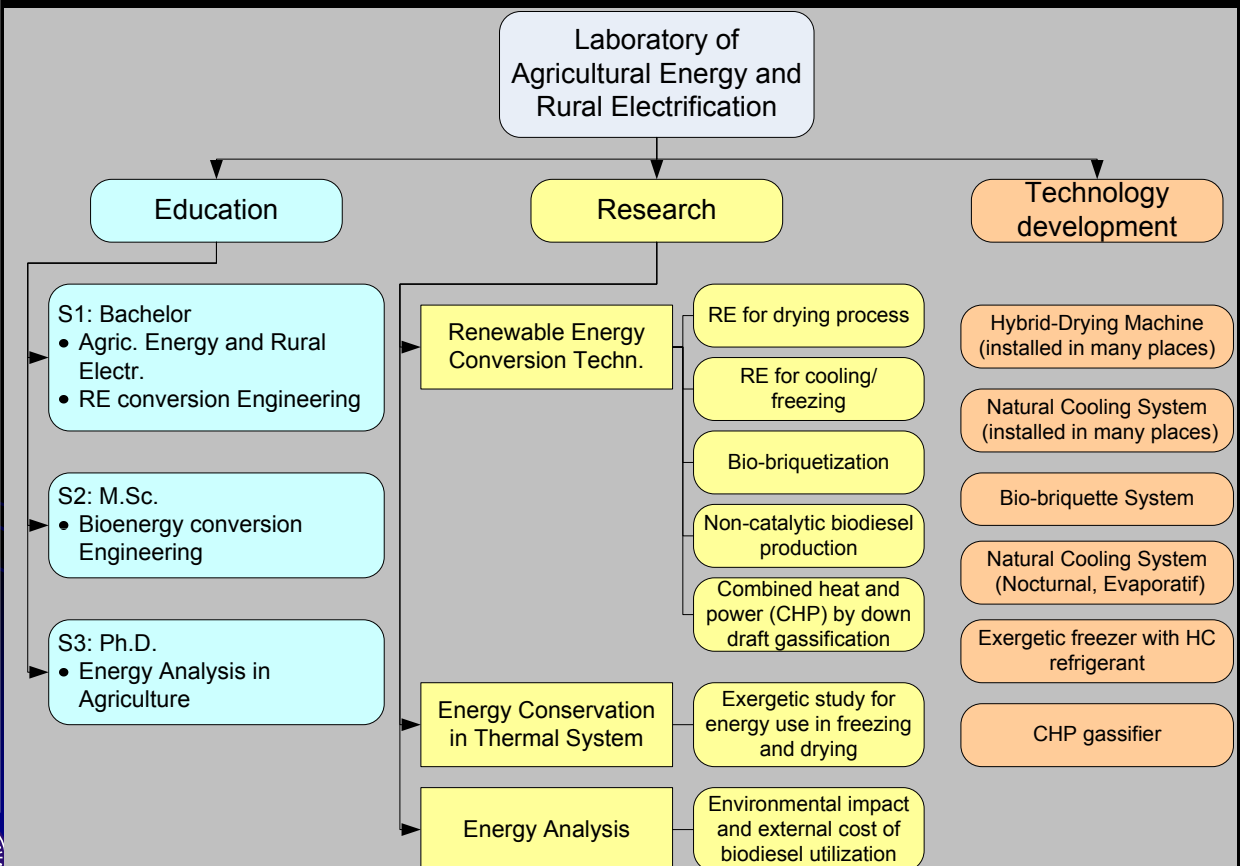 Laboratory of
Agricultural Energy and
Rural Electrification
Education
Research
Technology
development
S1: Bachelor
• Agric. Energy and Rural
Electr.
• RE conversion Engineering
S2: M.Sc.
• Bioenergy conversion
Engineering
S3: Ph.D.
• Energy Analysis in
Agriculture
Renewable Energy
Conversion Techn.
RE for drying process
RE for cooling/
freezing
Bio-briquetization
Non-catalytic biodiesel
production
Combined heat and
power (CHP) by down
draft gassification
Energy Conservation
in Thermal System
Exergetic study for
energy use in freezing
and drying
Energy Analysis
Environmental impact
and external cost of
biodiesel utilization
Hybrid-Drying Machine
(installed in many places)
Natural Cooling System
(installed in many places)
Bio-briquette System
Natural Cooling System
(Nocturnal, Evaporatif)
Exergetic freezer with HC
refrigerant
CHP gassifier